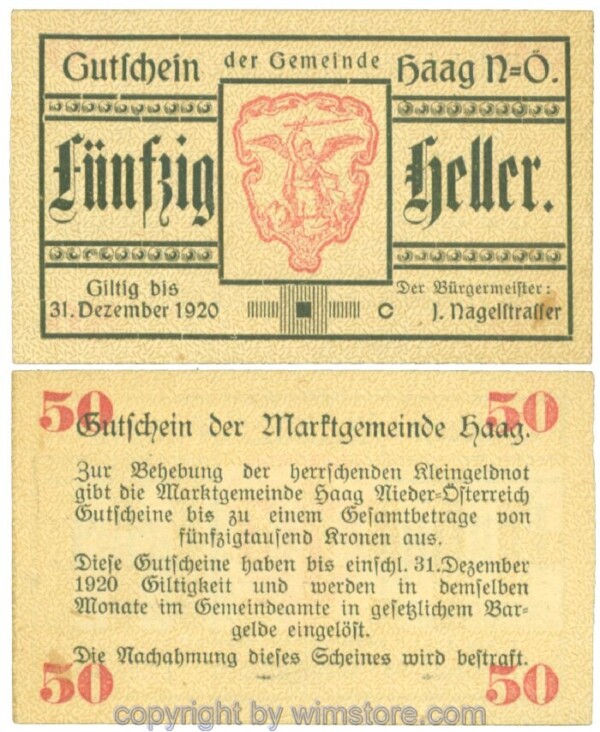 Gutschein der Gemeinde Haag N=Ö.
Fünfzig Heller.
Giltig bis
31. Dezember 1920
C
Der Bürgermeister:
J. Nagelstrasser
50 50
Gutschein der Marktgemeinde Haag.
Zur Behebung der herrschenden Kleingeldnot
gibt die Marktgemeinde Haag Nieder-Österreich
Gutscheine bis zu einem Gesamtbetrage von
fünfzigtausend Kronen aus.
Diese Gutscheine haben bis einschl. 31. Dezember
1920 Giltigkeit und werden in demselben
Monate im Gemeindeamte in gesetzlichem Bar-
gelde eingelöst.
Die Nachahmung dieses Scheines wird bestraft.
50 50
copyright by wimstore.com